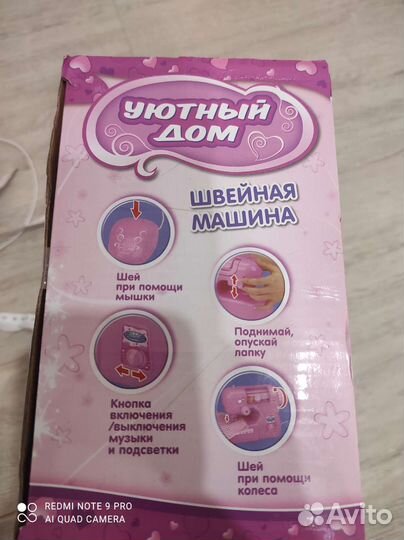 УЮТНЫЙ
ДОМ
ШВЕЙНАЯ
МАШИНА
Шей
при помощи
мышки
Поднимай,
опускай
лапку
Кнопка
включения
/выключения
музыки
и подсветки
Шей
при помощи
колеса
REDMI NOTE 9 PRO
AI QUAD CAMERA
Avito